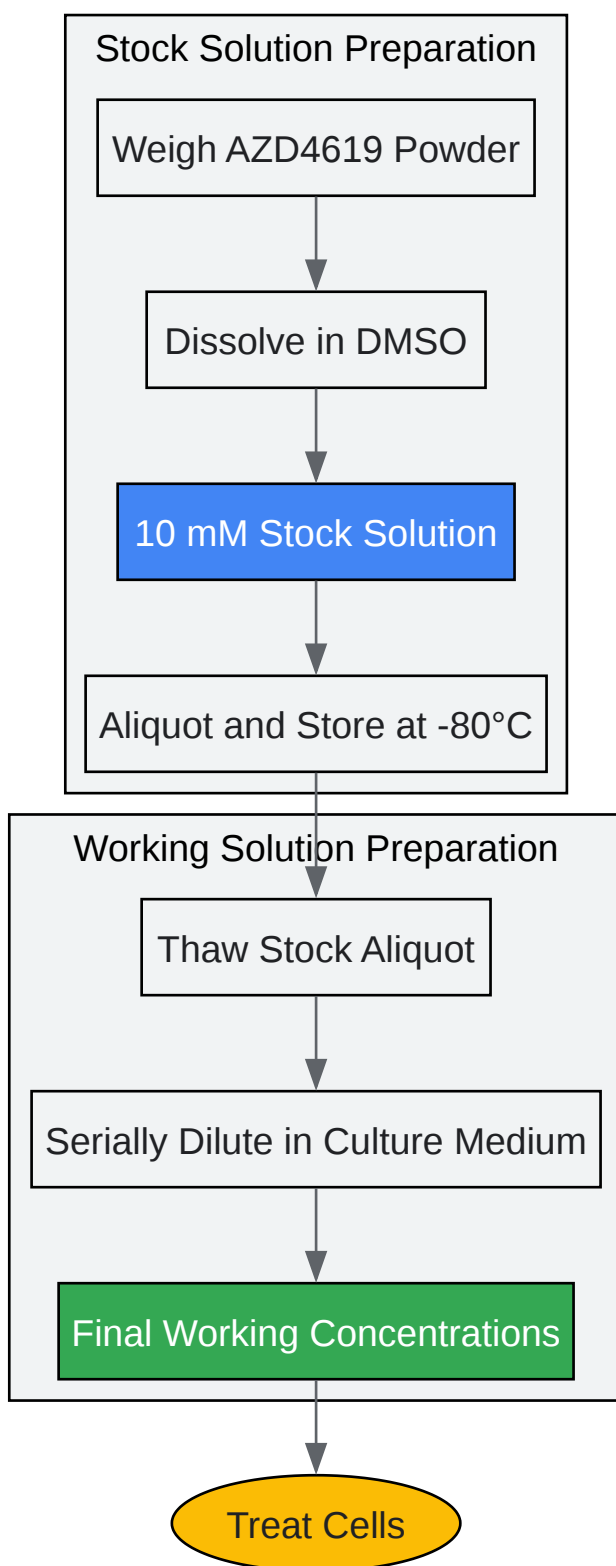 Stock Solution Preparation
Weigh AZD4619 Powder
Dissolve in DMSO
10 mM Stock Solution
Aliquot and Store at -80°C
Working Solution Preparation
Thaw Stock Aliquot
Serially Dilute in Culture Medium
Final Working Concentrations
Treat Cells